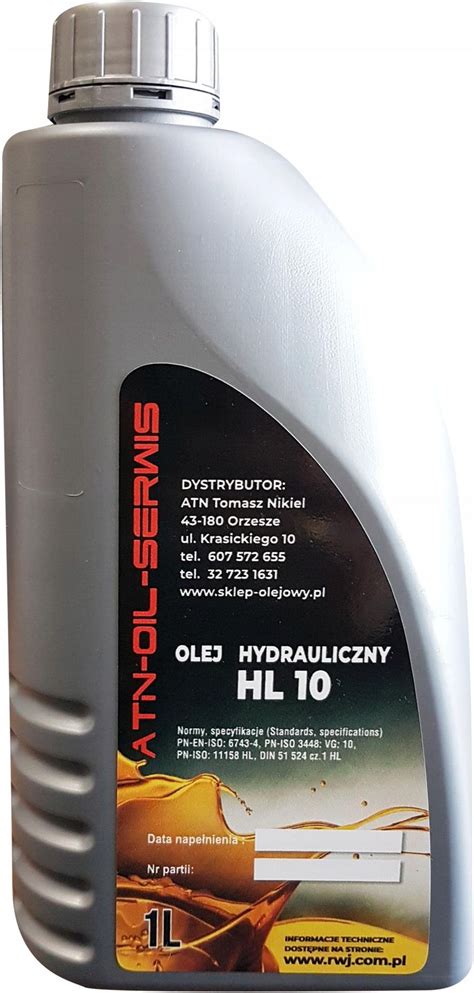 ATN-OIL-SERWIS
DYSTRYBUTOR:
ATN Tomasz Nikiel
43-180 Orzesze
ul. Krasickiego 10
tel. 607 572 655
tel. 32 723 1631
www.sklep-olejowy.pl
OLEJ HYDRAULICZNY
HL 10
Normy, specyfikacje (Standards, specifications)
PN-EN-ISO: 6743-4, PN-ISO 3448: VG: 10,
PN-ISO: 11158 HL, DIN 51 524 cz.1 HL
Data napełnienia :
Nr partii:
1L
INFORMACJE TECHNICZNE
DOSTĘPNE NA STRONIE:
www.rwj.com.pl